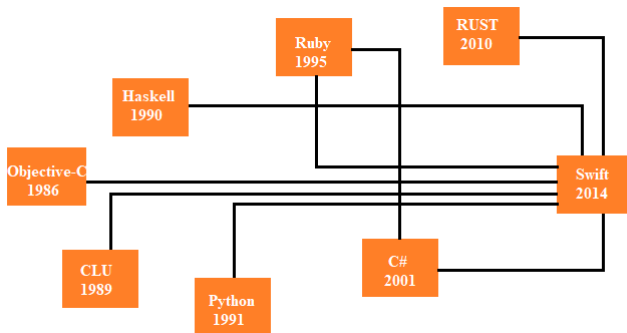 Ruby
1995
RUST
2010
Haskell
1990
Objective-C
1986
Swift
2014
CLU
1989
Python
1991
C#
2001